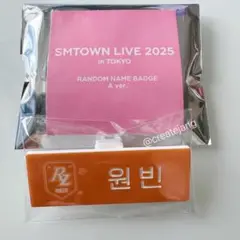 SMTOWN LIVE 2025
in TOKYO
RANDOM NAME BADGE
A ver.
@createjang
RZ
원빈